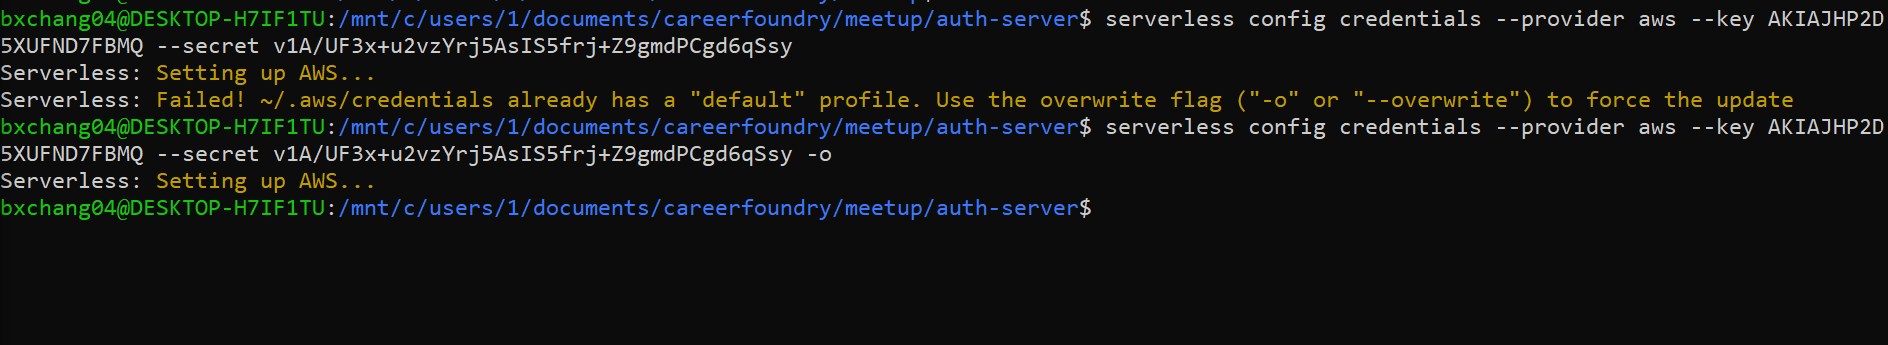 bxchang04@DESKTOP-H7IF1TU:/mnt/c/users/1/documents/careerfoundry/meetup/auth-server$ serverless config credentials --provider aws --key AKIAJHP2D
5XUFND7FBMQ --secret v1A/UF3x+u2vzYrj5AsIS5frj+Z9gmdPCgd6qSsy
Serverless: Setting up AWS...
Serverless: Failed! ~/.aws/credentials already has a "default" profile. Use the overwrite flag ("-o" or "--overwrite") to force the update
bxchang04@DESKTOP-H7IF1TU:/mnt/c/users/1/documents/careerfoundry/meetup/auth-server$ serverless config credentials --provider aws --key AKIAJHP2D
5XUFND7FBMQ --secret v1A/UF3x+u2vzYrj5AsIS5frj+Z9gmdPCgd6qSsy -o
Serverless: Setting up AWS...
bxchang04@DESKTOP-H7IF1TU:/mnt/c/users/1/documents/careerfoundry/meetup/auth-server$